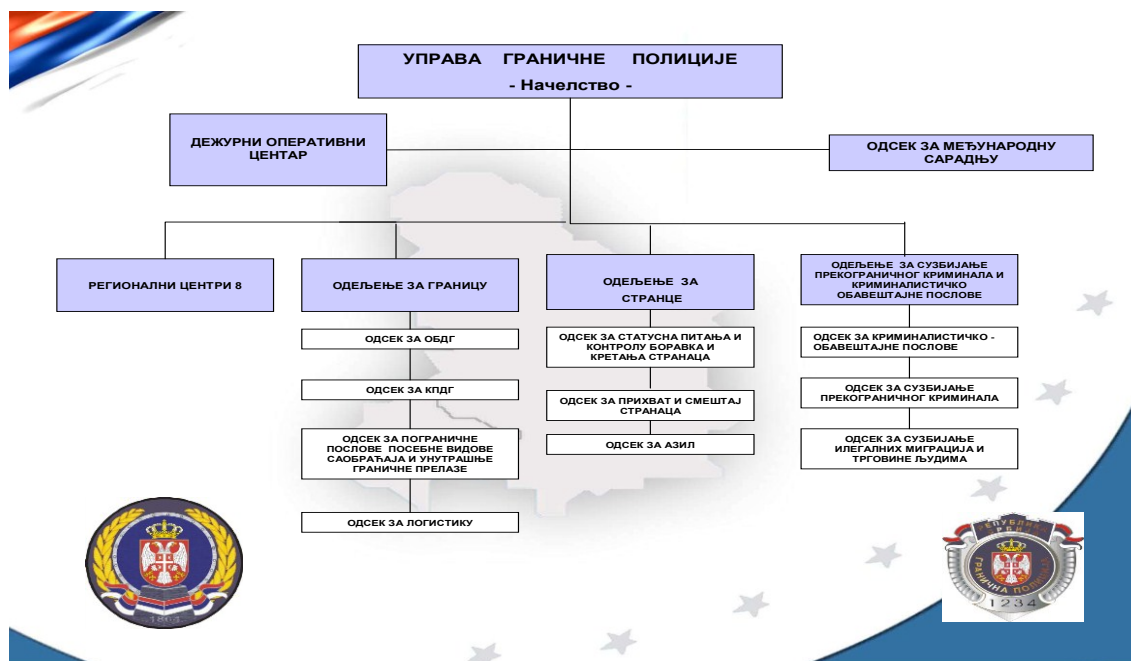 УПРАВА ГРАНИЧНЕ ПОЛИЦИЈЕ
- Начелство -
ДЕЖУРНИ ОПЕРАТИВНИ
ЦЕНТАР
ОДСЕК ЗА МЕЂУНАРОДНУ
САРАДЊУ
РЕГИОНАЛНИ ЦЕНТРИ 8
ОДЕЉЕЊЕ ЗА ГРАНИЦУ
ОДСЕК ЗА ОБДГ
ОДСЕК ЗА КПДГ
ОДСЕК ЗА ПОГРАНИЧНЕ
ПОСЛОВЕ ПОСЕБНЕ ВИДОВЕ
САОБРАЋАЈА И УНУТРАШЊЕ
ГРАНИЧНЕ ПРЕЛАЗЕ
ОДСЕК ЗА ЛОГИСТИКУ
ОДЕЉЕЊЕ ЗА
СТРАНЦЕ
ОДСЕК ЗА СТАТУСНА ПИТАЊА И
КОНТРОЛУ БОРАВКА И
КРЕТАЊА СТРАНАЦА
ОДСЕК ЗА ПРИХВАТ И СМЕШТАЈ
СТРАНАЦА
ОДСЕК ЗА АЗИЛ
ОДЕЉЕЊЕ ЗА СУЗБИЈАЊЕ
ПРЕКОГРАНИЧНОГ КРИМИНАЛА И
КРИМИНАЛИСТИЧКО
ОБАВЕШТАЈНЕ ПОСЛОВЕ
ОДСЕК ЗА КРИМИНАЛИСТИЧКО -
ОБАВЕШТАЈНЕ ПОСЛОВЕ
ОДСЕК ЗА СУЗБИЈАЊЕ
ПРЕКОГРАНИЧНОГ КРИМИНАЛА
ОДСЕК ЗА СУЗБИЈАЊЕ
ИЛЕГАЛНИХ МИГРАЦИЈА И
ТРГОВИНЕ ЉУДИМА
1804
ГРАНИЧНА ПОЛИЦИЈА
1234